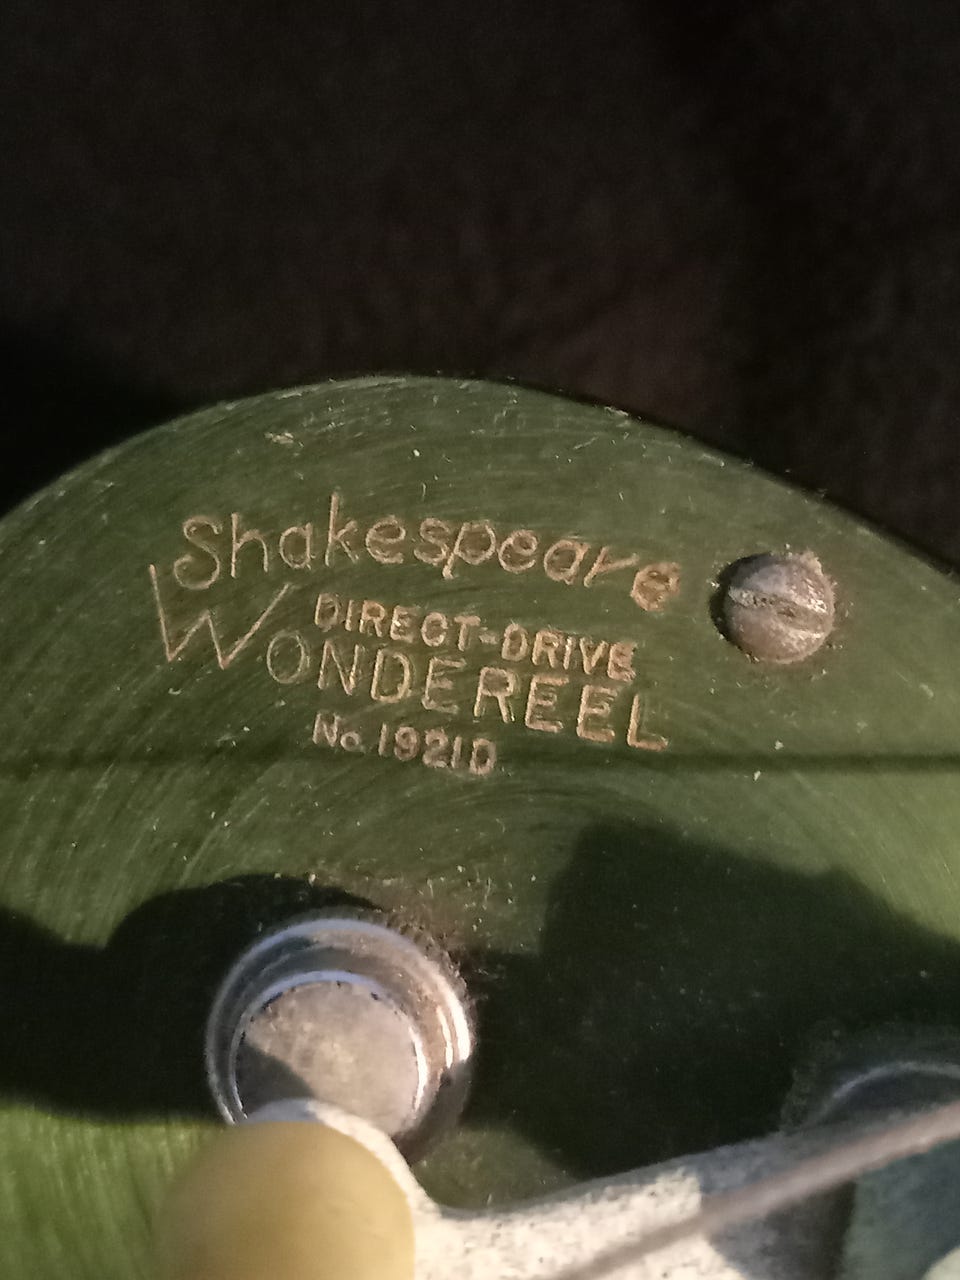 Shakespeare
DIRECT-DRIVE
WONDEREEL
No. 1921D